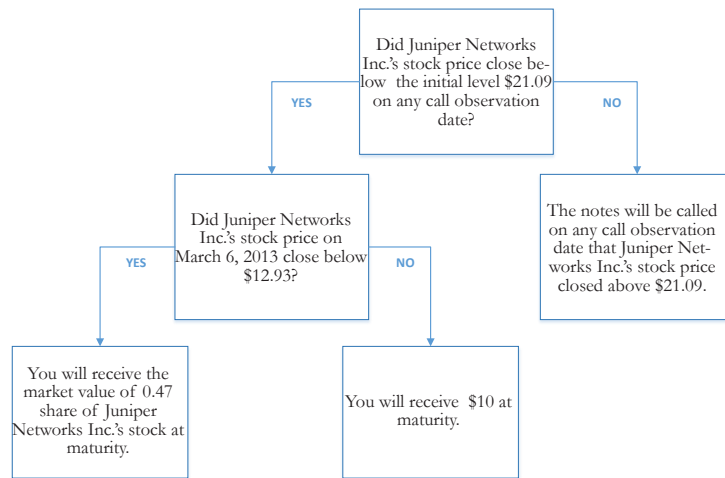 Did Juniper Networks
Inc.'s stock price close be-
low the initial level $21.09
on any call observation
date?
YES
NO
Did Juniper Networks
Inc.'s stock price on
March 6, 2013 close below
$12.93?
The notes will be called
on any call observation
date that Juniper Net-
works Inc.'s stock price
closed above $21.09.
YES
NO
You will receive the
market value of 0.47
share of Juniper
Networks Inc.'s stock at
maturity.
You will receive $10 at
maturity.